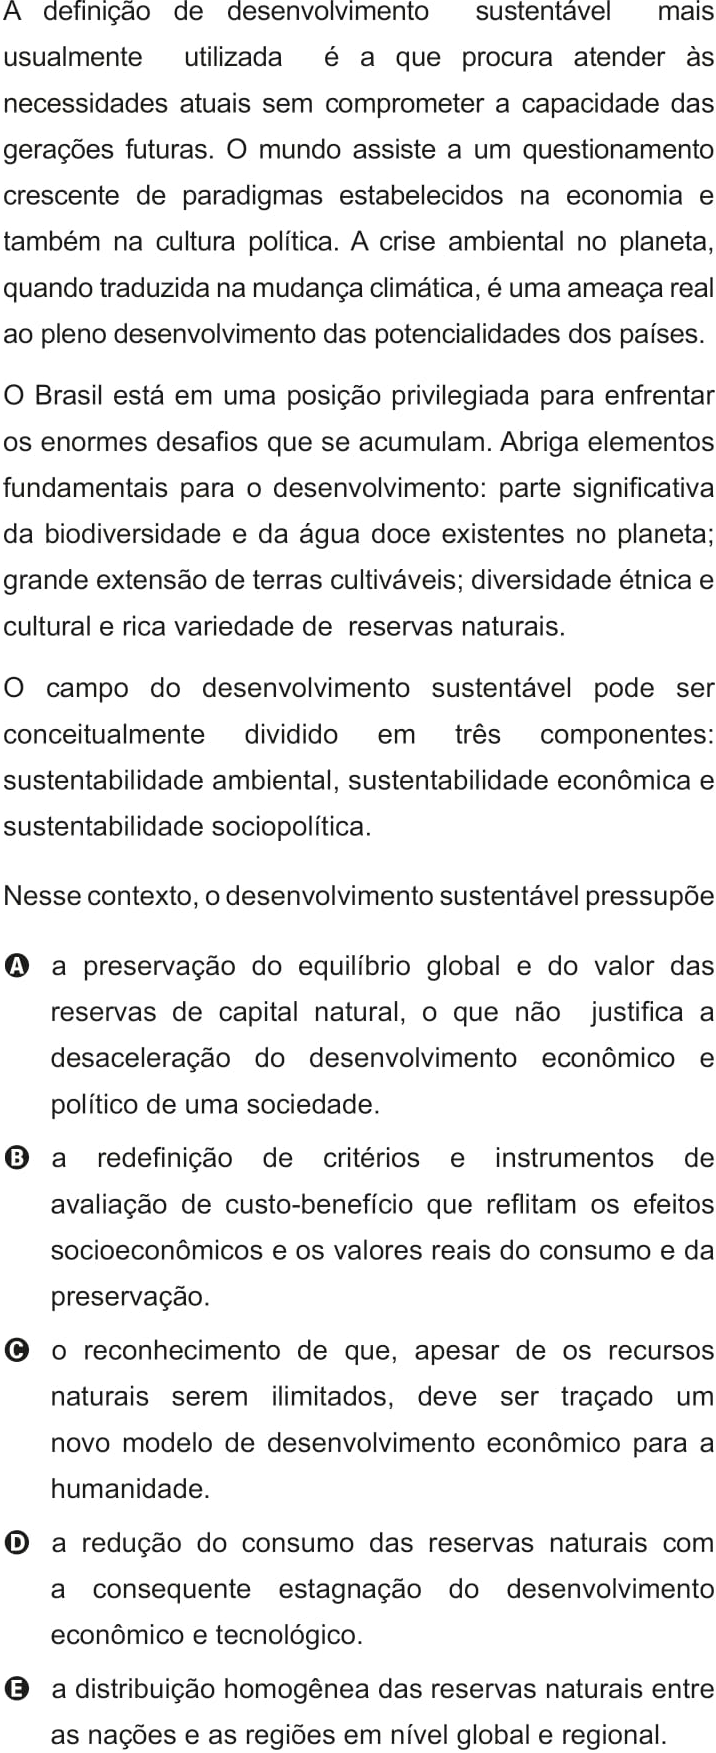 A definição de desenvolvimento sustentável mais
usualmente utilizada é a que procura atender às
necessidades atuais sem comprometer a capacidade das
gerações futuras. O mundo assiste a um questionamento
crescente de paradigmas estabelecidos na economia e
também na cultura política. A crise ambiental no planeta,
quando traduzida na mudança climática, é uma ameaça real
ao pleno desenvolvimento das potencialidades dos países.
O Brasil está em uma posição privilegiada para enfrentar
os enormes desafios que se acumulam. Abriga elementos
fundamentais para o desenvolvimento: parte significativa
da biodiversidade e da água doce existentes no planeta;
grande extensão de terras cultiváveis; diversidade étnica e
cultural e rica variedade de reservas naturais.
O campo do desenvolvimento sustentável pode ser
conceitualmente dividido em três componentes:
sustentabilidade ambiental, sustentabilidade econômica e
sustentabilidade sociopolítica.
Nesse contexto, o desenvolvimento sustentável pressupõe
A a preservação do equilíbrio global e do valor das
reservas de capital natural, o que não justifica a
desaceleração do desenvolvimento econômico e
político de uma sociedade.
B a redefinição de critérios e instrumentos de
avaliação de custo-benefício que reflitam os efeitos
socioeconômicos e os valores reais do consumo e da
preservação.
C o reconhecimento de que, apesar de os recursos
naturais serem ilimitados, deve ser traçado um
novo modelo de desenvolvimento econômico para a
humanidade.
D a redução do consumo das reservas naturais com
a consequente estagnação do desenvolvimento
econômico e tecnológico.
E a distribuição homogênea das reservas naturais entre
as nações e as regiões em nível global e regional.